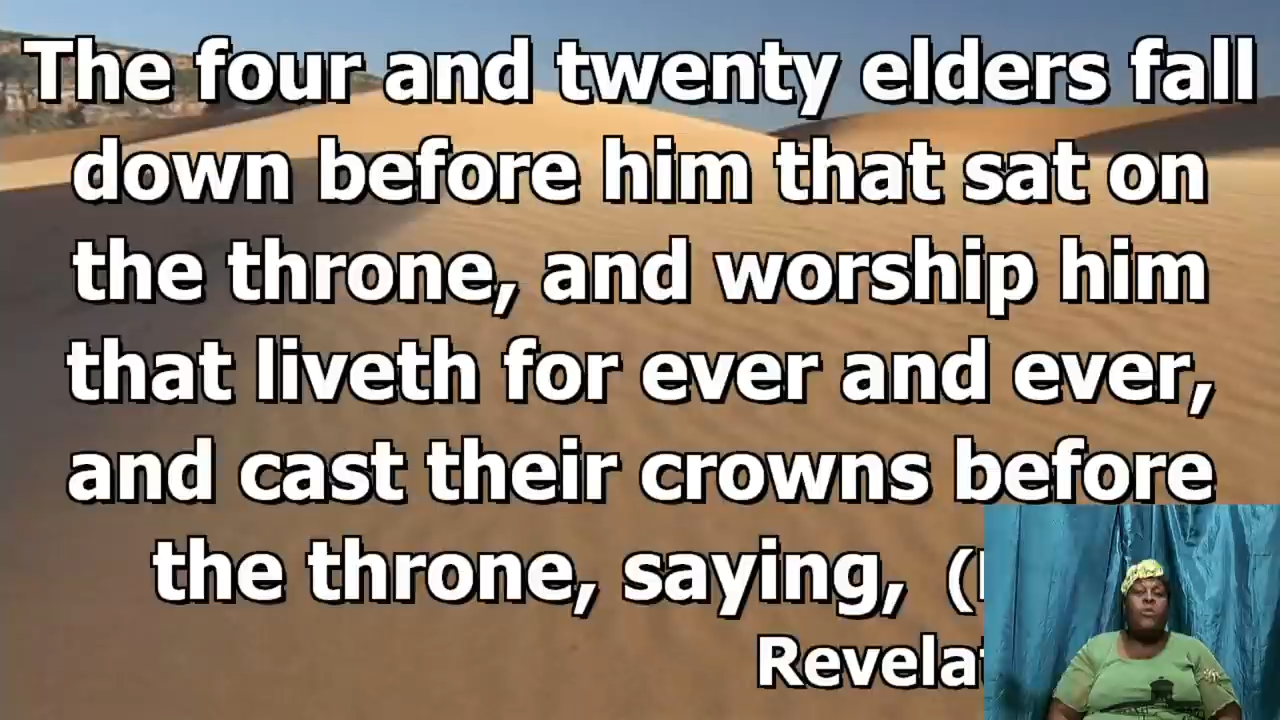 The four and twenty elders fall
down before him that sat on
the throne, and worship him
that liveth for ever and ever,
and cast their crowns before
the throne, saying, (